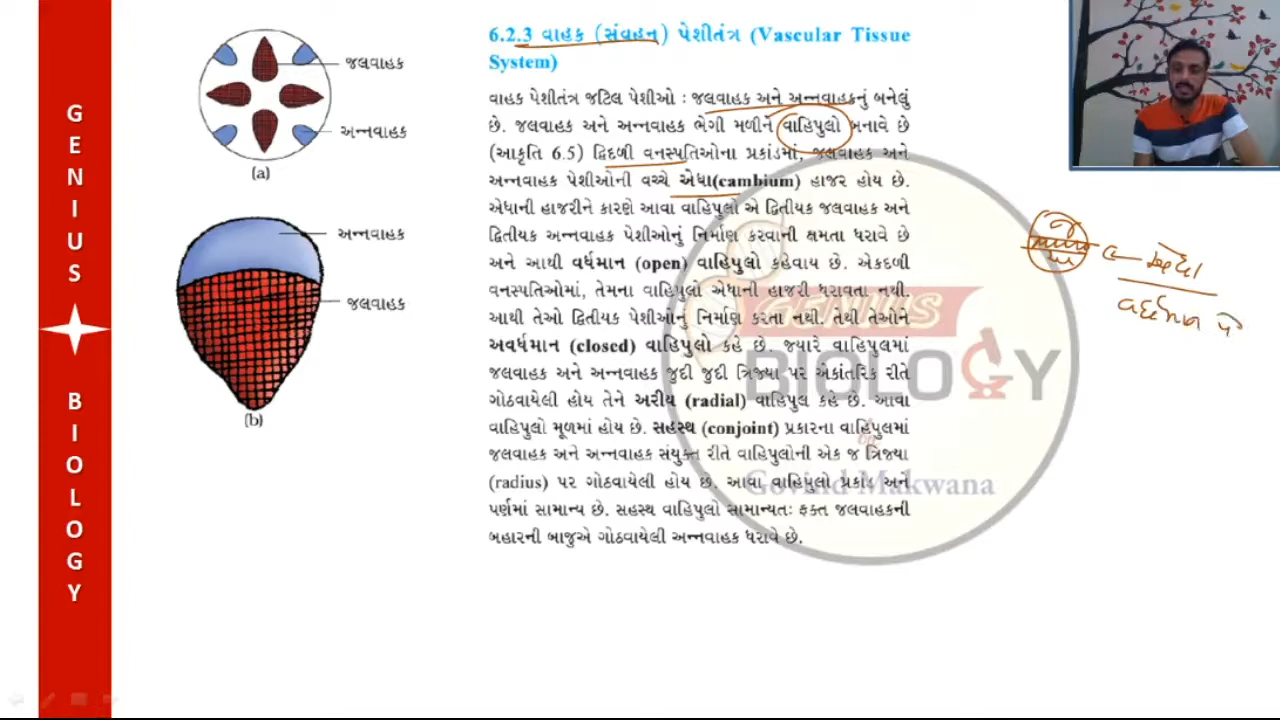 GENIUS BIOLOGY
જલવાહક
અન્નવાહક
(a)
અન્નવાહક
જલવાહક
(b)
6.2.3 વાહક (સંવહન) પેશીતંત્ર (Vascular Tissue
System)
વાહક પેશીતંત્ર જટિલ પેશીઓ : જલવાહક અને અન્નવાહકનું બનેલું
છે. જલવાહક અને અન્નવાહક ભેગી મળીને વાહિપુલો બનાવે છે
(આકૃતિ 6.5) દ્વિદળી વનસ્પતિઓના પ્રકાંડમાં, જલવાહક અને
અન્નવાહક પેશીઓની વચ્ચે એધા(cambium) હાજર હોય છે.
એધાની હાજરીને કારણે આવા વાહિપુલો એ દ્વિતીયક જલવાહક અને
દ્વિતીયક અન્નવાહક પેશીઓનું નિર્માણ કરવાની ક્ષમતા ધરાવે છે
અને આથી વર્ધમાન (open) વાહિપુલો કહેવાય છે. એકદળી
વનસ્પતિઓમાં, તેમના વાહિપુલો એધાની હાજરી ધરાવતા નથી.
આથી તેઓ દ્વિતીયક પેશીઓનું નિર્માણ કરતા નથી. તેથી તેઓને
અવર્ધમાન (closed) વાહિપુલો કહે છે. જ્યારે વાહિપુલમાં
જલવાહક અને અન્નવાહક જુદી જુદી ત્રિજ્યા પર એકાંતરિક રીતે
ગોઠવાયેલી હોય તેને અરીય (radial) વાહિપુલ કહે છે. આવા
વાહિપુલો મૂળમાં હોય છે. સહસ્થ (conjoint) પ્રકારના વાહિપુલમાં
જલવાહક અને અન્નવાહક સંયુક્ત રીતે વાહિપુલોની એક જ ત્રિજ્યા
(radius) પર ગોઠવાયેલી હોય છે. આવા વાહિપુલો પ્રકાંડ અને
પર્ણમાં સામાન્ય છે. સહસ્થ વાહિપુલો સામાન્યતઃ ફક્ત જલવાહકની
બહારની બાજુએ ગોઠવાયેલી અન્નવાહક ધરાવે છે.
GENIUS
BIOLOGY
by
Govind Makwana